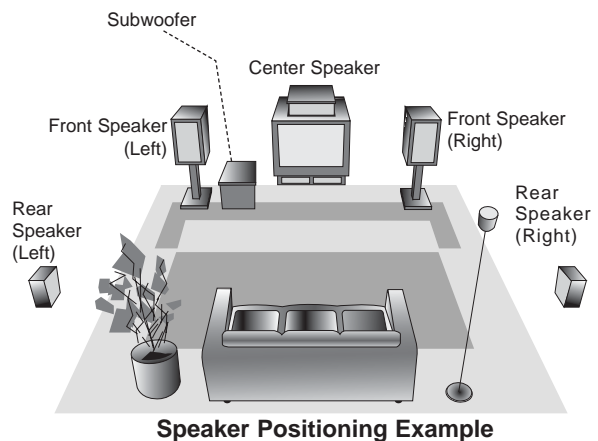 Subwoofer
Center Speaker
Front Speaker
(Left)
Front Speaker
(Right)
Rear
Speaker
(Left)
Rear
Speaker
(Right)
Speaker Positioning Example